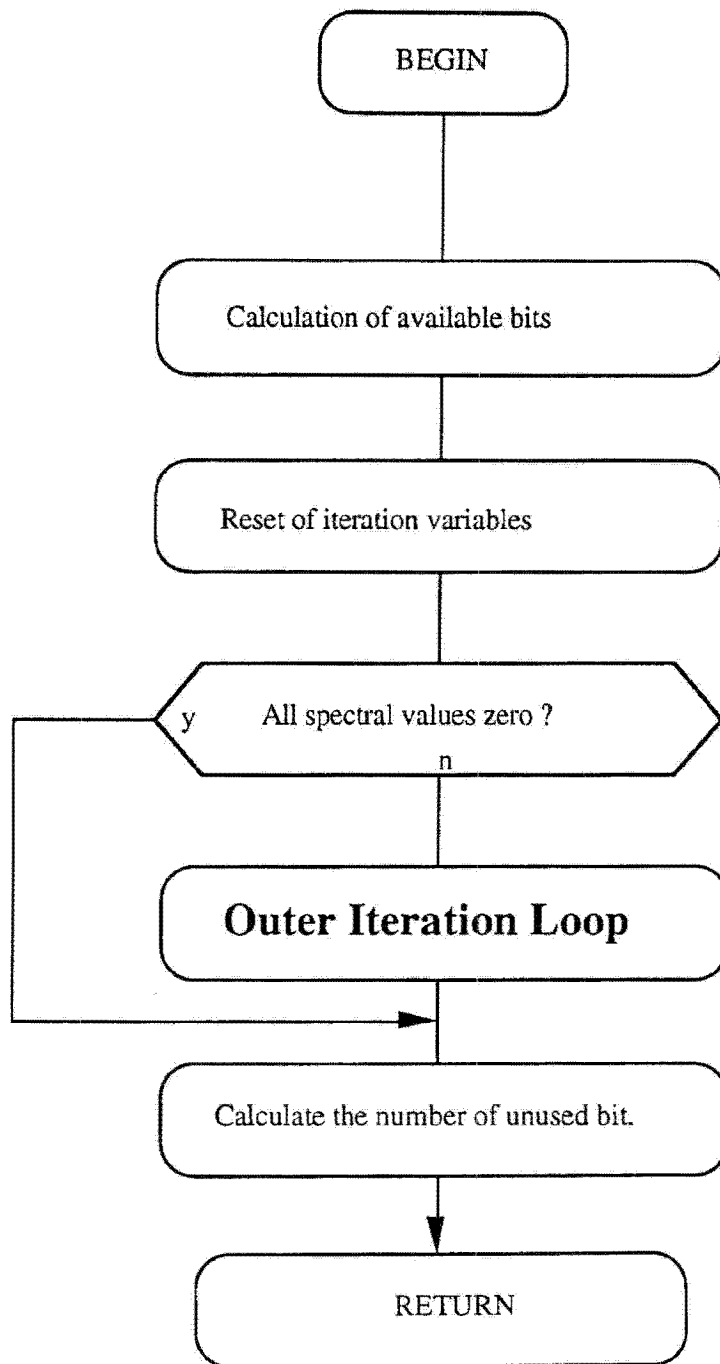 BEGIN
Calculation of available bits
Reset of iteration variables
y All spectral values zero ?
n
Outer Iteration Loop
Calculate the number of unused bit.
RETURN